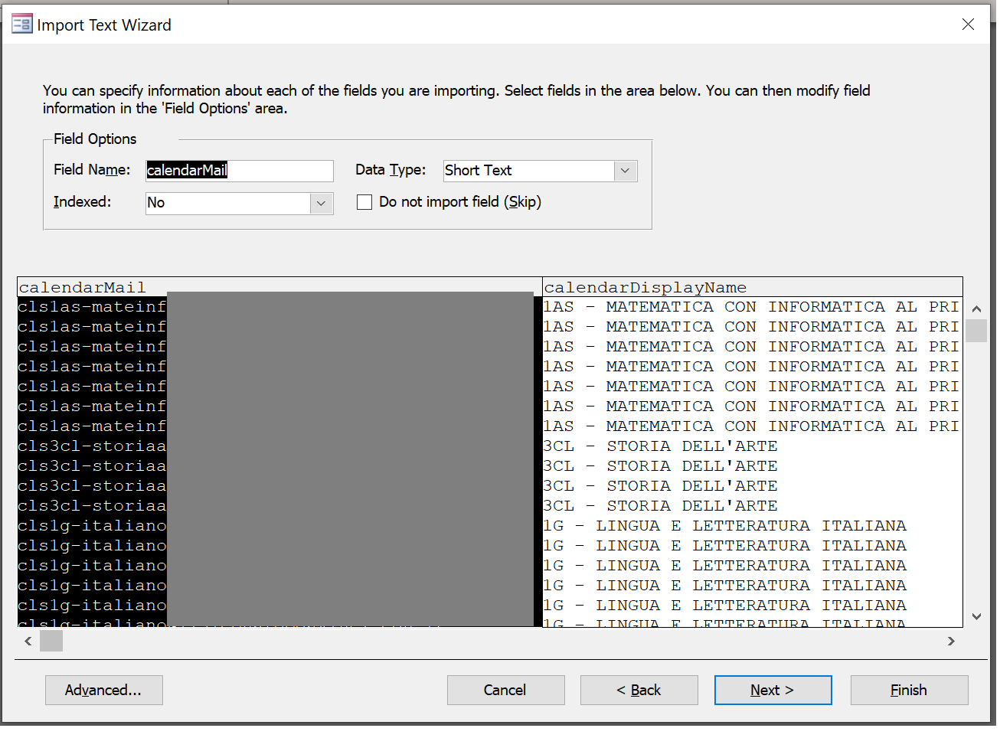 Import Text Wizard
You can specify information about each of the fields you are importing. Select fields in the area below. You can then modify field
information in the 'Field Options' area.
Field Options
Field Name: calendarMail Data Type: Short Text
Indexed: No Do not import field (Skip)
calendarMail calendarDisplayName
cls1as-mateinf 1AS - MATEMATICA CON INFORMATICA AL PRI
cls1as-mateinf 1AS - MATEMATICA CON INFORMATICA AL PRI
cls1as-mateinf 1AS - MATEMATICA CON INFORMATICA AL PRI
cls1as-mateinf 1AS - MATEMATICA CON INFORMATICA AL PRI
cls1as-mateinf 1AS - MATEMATICA CON INFORMATICA AL PRI
cls1as-mateinf 1AS - MATEMATICA CON INFORMATICA AL PRI
cls1as-mateinf 1AS - MATEMATICA CON INFORMATICA AL PRI
cls3cl-storiaa 3CL - STORIA DELL'ARTE
cls3cl-storiaa 3CL - STORIA DELL'ARTE
cls3cl-storiaa 3CL - STORIA DELL'ARTE
cls3cl-storiaa 3CL - STORIA DELL'ARTE
cls1g-italiano 1G - LINGUA E LETTERATURA ITALIANA
cls1g-italiano 1G - LINGUA E LETTERATURA ITALIANA
cls1g-italiano 1G - LINGUA E LETTERATURA ITALIANA
cls1g-italiano 1G - LINGUA E LETTERATURA ITALIANA
cls1g-italiano 1G - LINGUA E LETTERATURA ITALIANA
cls1g-italiano 1G - LINGUA E LETTERATURA ITALIANA
Advanced... Cancel < Back Next > Finish